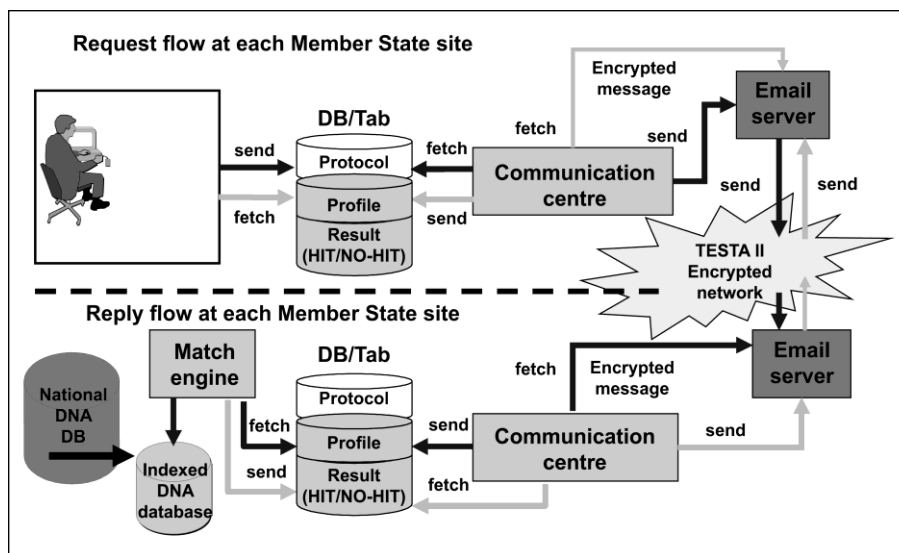 Request flow at each Member State site
Encrypted
message
Email
server
DB/Tab
fetch
send
send
Protocol
fetch
Communication
centre
send
send
fetch
Profile
send
Result
(HIT/NO-HIT)
TESTA II
Encrypted
network
Reply flow at each Member State site
Match
engine
DB/Tab
fetch
Encrypted
message
Email
server
National
DNA
DB
Protocol
fetch
Profile
send
Communication
centre
send
send
Indexed
DNA
database
Result
(HIT/NO-HIT)
fetch